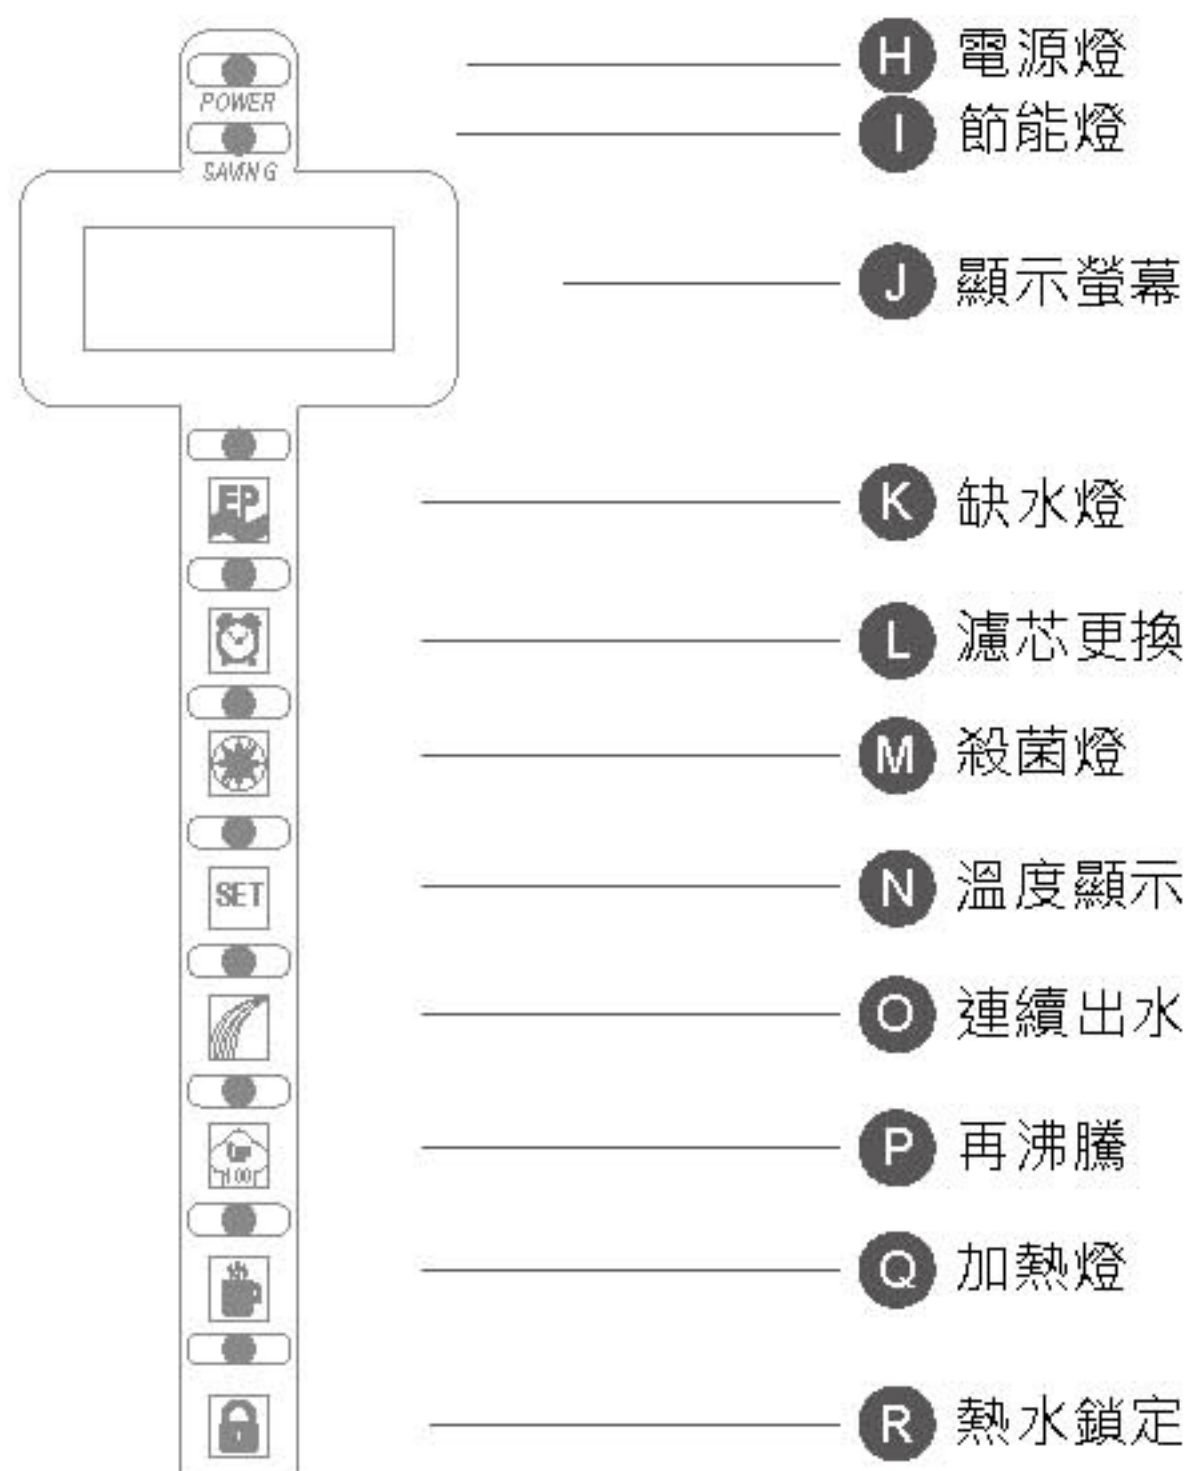 H 電源燈
POWER
I 節能燈
SAVING
J 顯示螢幕
EP
K 缺水燈
L 濾芯更換
M 殺菌燈
SET
N 溫度顯示
O 連續出水
100
P 再沸騰
Q 加熱燈
R 熱水鎖定